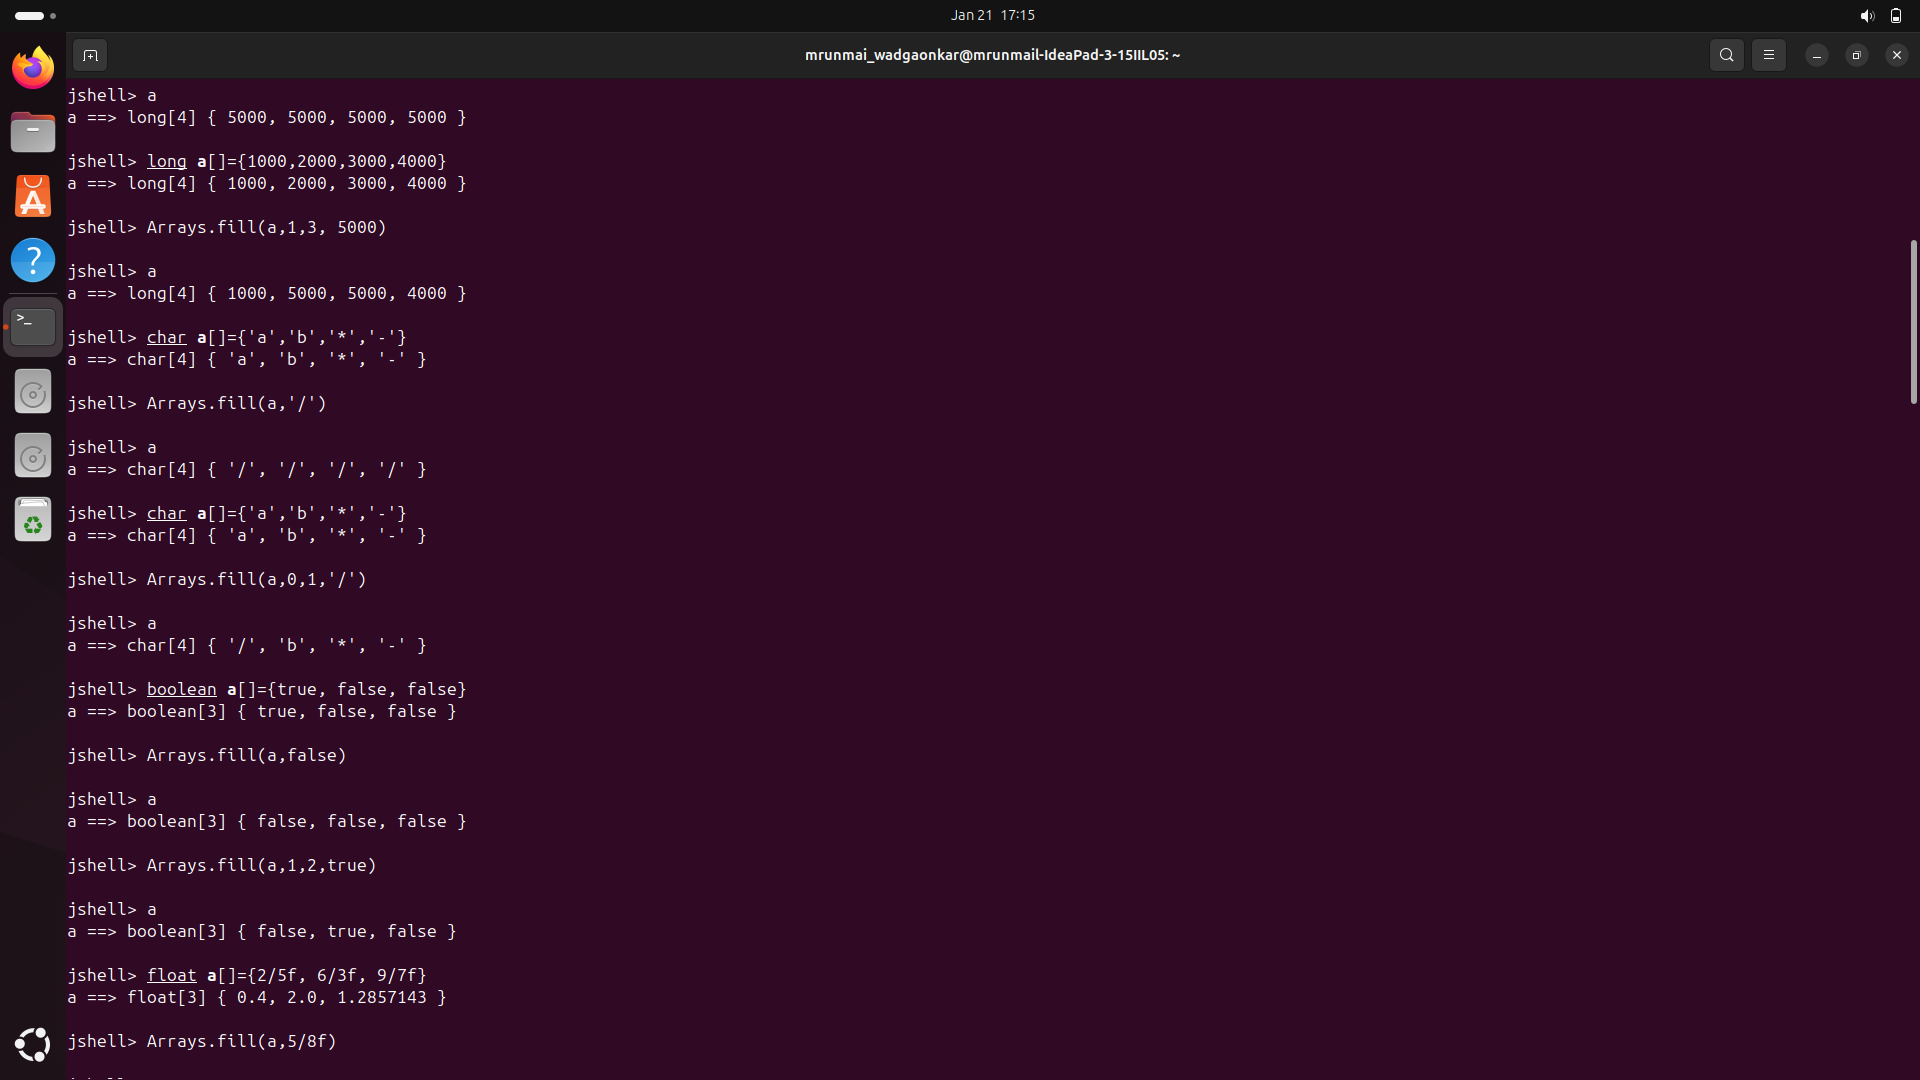 Jan 21 17:15
mrunmai_wadgaonkar@mrunmail-IdeaPad-3-15IIL05: ~
jshell> a
a ==> long[4] { 5000, 5000, 5000, 5000 }
jshell> long a[]={1000,2000,3000,4000}
a ==> long[4] { 1000, 2000, 3000, 4000 }
jshell> Arrays.fill(a,1,3, 5000)
jshell> a
a ==> long[4] { 1000, 5000, 5000, 4000 }
jshell> char a[]={'a','b','*','-'}
a ==> char[4] { 'a', 'b', '*', '-' }
jshell> Arrays.fill(a,'/')
jshell> a
a ==> char[4] { '/', '/', '/', '/' }
jshell> char a[]={'a','b','*','-'}
a ==> char[4] { 'a', 'b', '*', '-' }
jshell> Arrays.fill(a,0,1,'/')
jshell> a
a ==> char[4] { '/', 'b', '*', '-' }
jshell> boolean a[]={true, false, false}
a ==> boolean[3] { true, false, false }
jshell> Arrays.fill(a,false)
jshell> a
a ==> boolean[3] { false, false, false }
jshell> Arrays.fill(a,1,2,true)
jshell> a
a ==> boolean[3] { false, true, false }
jshell> float a[]={2/5f, 6/3f, 9/7f}
a ==> float[3] { 0.4, 2.0, 1.2857143 }
jshell> Arrays.fill(a,5/8f)